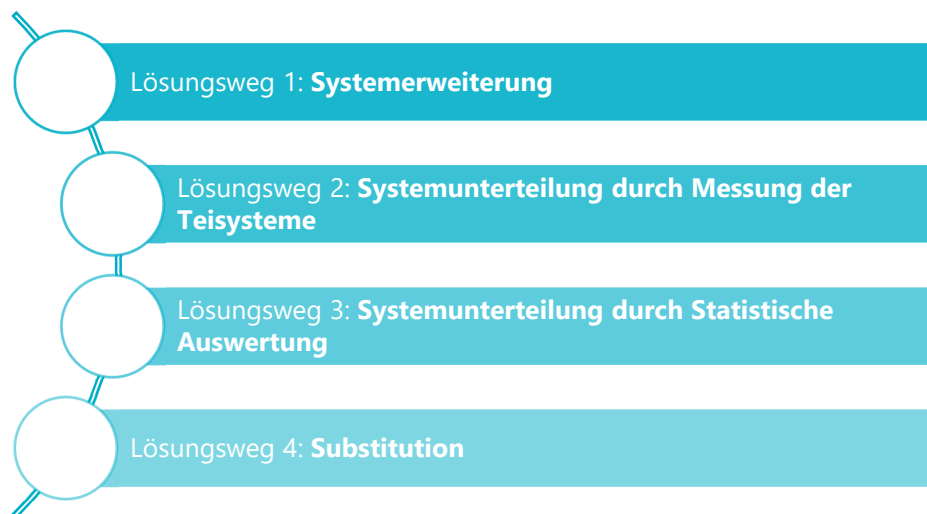 Lösungsweg 1: Systemerweiterung
Lösungsweg 2: Systemunterteilung durch Messung der
Teisysteme
Lösungsweg 3: Systemunterteilung durch Statistische
Auswertung
Lösungsweg 4: Substitution